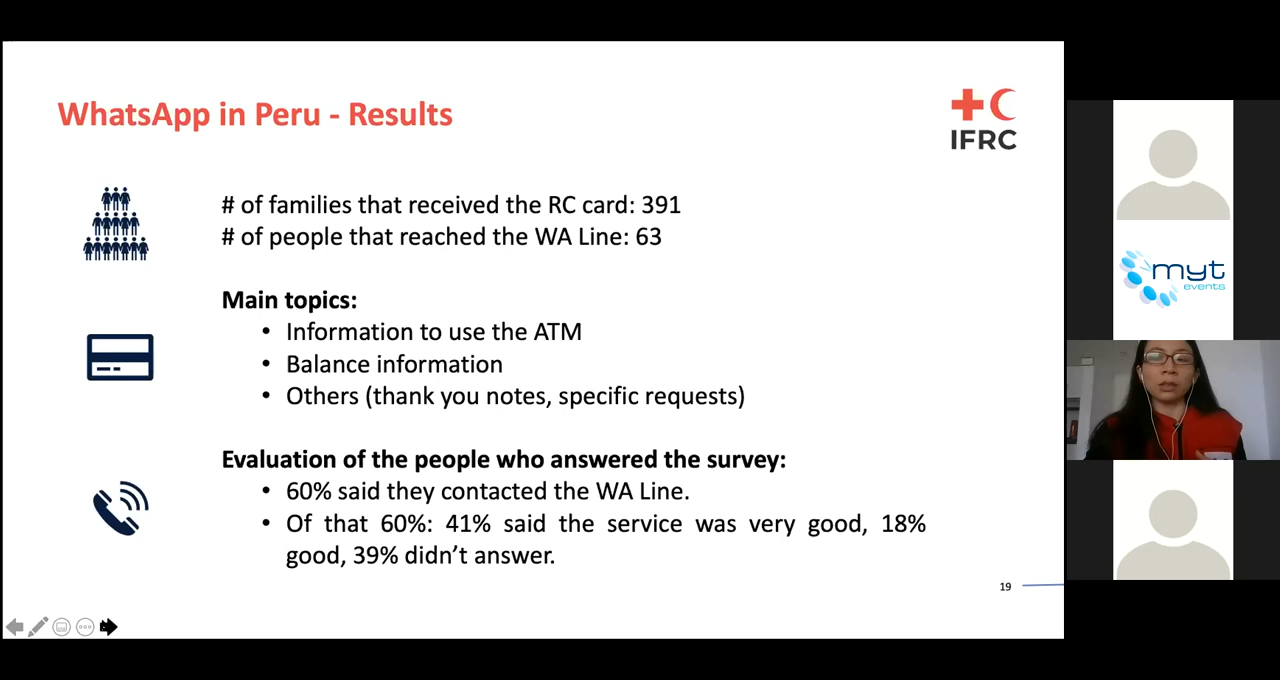 WhatsApp in Peru - Results
IFRC
# of families that received the RC card: 391
# of people that reached the WA Line: 63
Main topics:
• Information to use the ATM
• Balance information
• Others (thank you notes, specific requests)
Evaluation of the people who answered the survey:
• 60% said they contacted the WA Line.
• Of that 60%: 41% said the service was very good, 18%
good, 39% didn’t answer.
19
myt
events